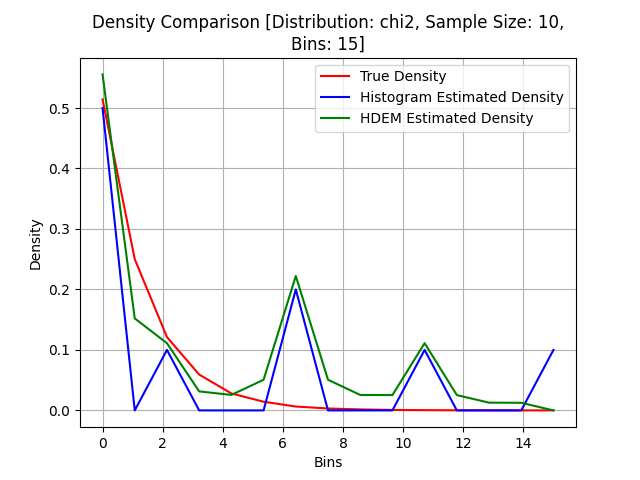 Density Comparison [Distribution: chi2, Sample Size: 10,
Bins: 15]
True Density
Histogram Estimated Density
HDEM Estimated Density
Density
0.5
0.4
0.3
0.2
0.1
0.0
0 2 4 6 8 10 12 14
Bins